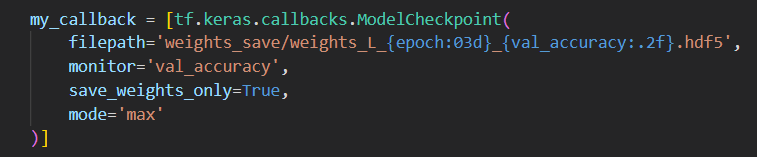 my_callback = [tf.keras.callbacks.ModelCheckpoint(
    filepath='weights_save/weights_L_{epoch:03d}_{val_accuracy:.2f}.hdf5',
    monitor='val_accuracy',
    save_weights_only=True,
    mode='max'
)]